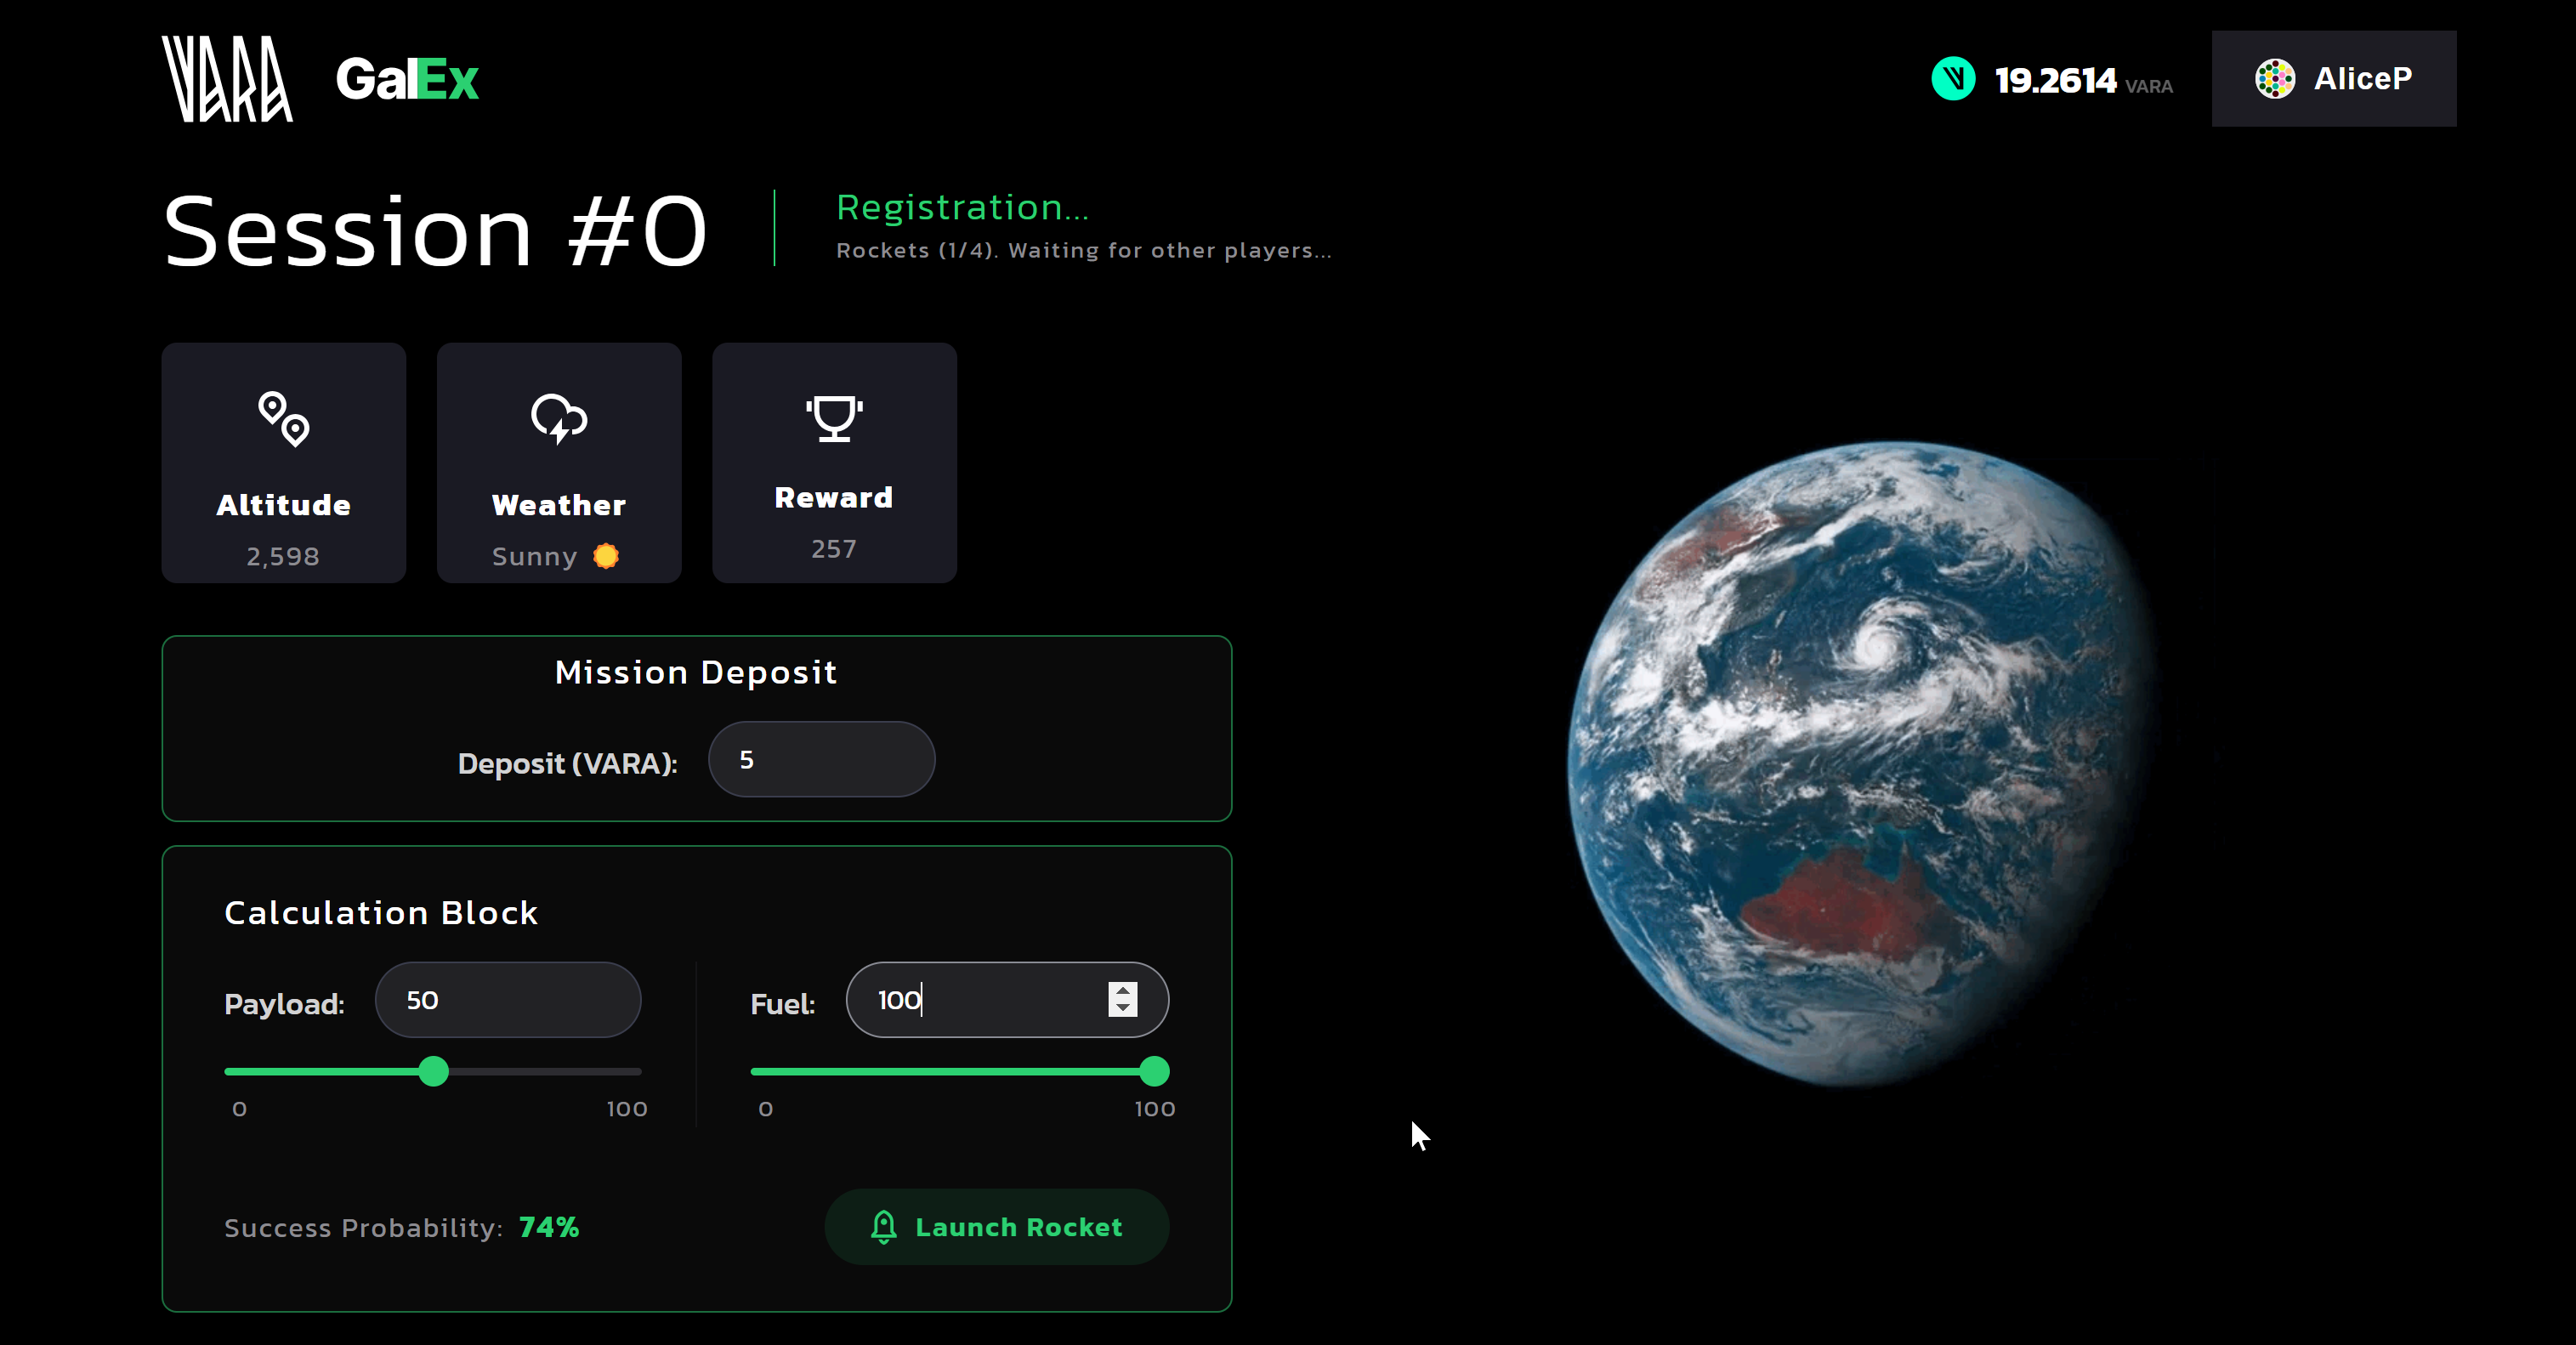 VARA
GalEx
19.2614 VARA
AliceP
Session #0
Registration...
Rockets (1/4). Waiting for other players...
Altitude
2,598
Weather
Sunny
Reward
257
Mission Deposit
Deposit (VARA):
5
Calculation Block
Payload:
50
0
100
Fuel:
100
0
100
Success Probability: 74%
Launch Rocket